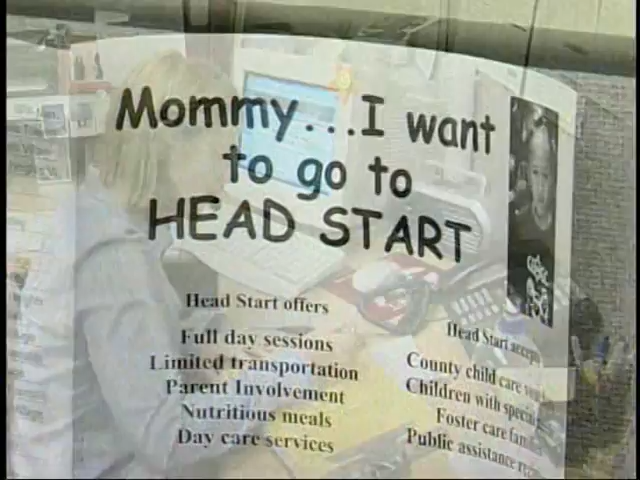 Mommy...I want
to go to
HEAD START
Head Start offers
Full day sessions
Limited transportation
Parent Involvement
Nutritious meals
Day care services
Head Start
County child care
Children with
Foster care
Public assistance